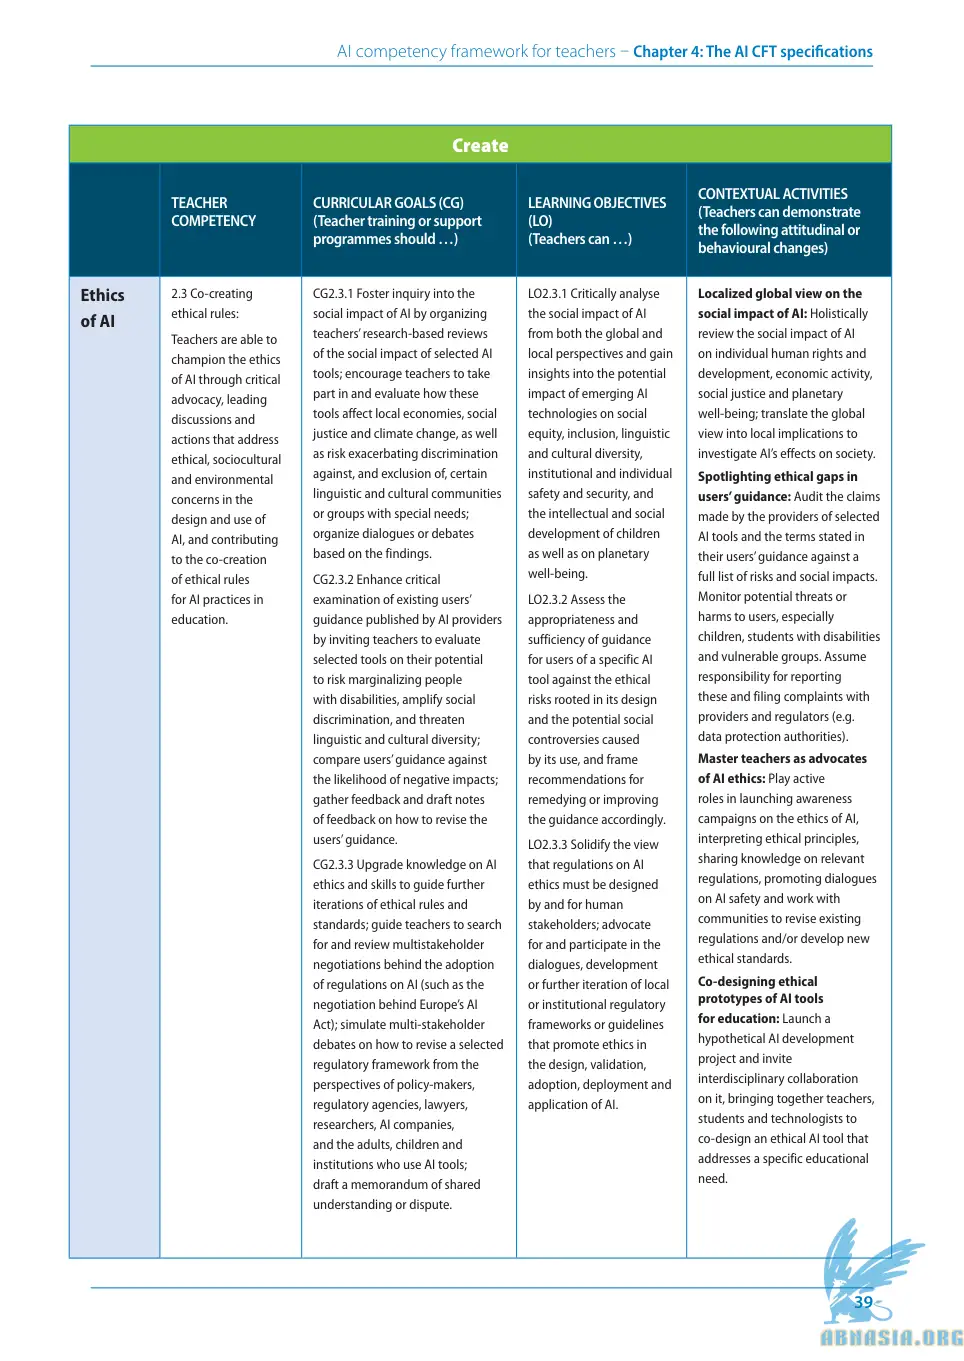 AI competency framework for teachers – Chapter 4: The AI CFT specifications
Create
TEACHER
COMPETENCY
CURRICULAR GOALS (CG)
(Teacher training or support
programmes should …)
LEARNING OBJECTIVES
(LO)
(Teachers can …)
CONTEXTUAL ACTIVITIES
(Teachers can demonstrate
the following attitudinal or
behavioural changes)
Ethics
of AI
2.3 Co-creating
ethical rules:
Teachers are able to
champion the ethics
of AI through critical
advocacy, leading
discussions and
actions that address
ethical, sociocultural
and environmental
concerns in the
design and use of
AI, and contributing
to the co-creation
of ethical rules
for AI practices in
education.
CG2.3.1 Foster inquiry into the
social impact of AI by organizing
teachers’ research-based reviews
of the social impact of selected AI
tools; encourage teachers to take
part in and evaluate how these
tools affect local economies, social
justice and climate change, as well
as risk exacerbating discrimination
against, and exclusion of, certain
linguistic and cultural communities
or groups with special needs;
organize dialogues or debates
based on the findings.
CG2.3.2 Enhance critical
examination of existing users’
guidance published by AI providers
by inviting teachers to evaluate
selected tools on their potential
to risk marginalizing people
with disabilities, amplify social
discrimination, and threaten
linguistic and cultural diversity;
compare users’ guidance against
the likelihood of negative impacts;
gather feedback and draft notes
of feedback on how to revise the
users’ guidance.
CG2.3.3 Upgrade knowledge on AI
ethics and skills to guide further
iterations of ethical rules and
standards; guide teachers to search
for and review multistakeholder
negotiations behind the adoption
of regulations on AI (such as the
negotiation behind Europe’s AI
Act); simulate multi-stakeholder
debates on how to revise a selected
regulatory framework from the
perspectives of policy-makers,
regulatory agencies, lawyers,
researchers, AI companies,
and the adults, children and
institutions who use AI tools;
draft a memorandum of shared
understanding or dispute.
LO2.3.1 Critically analyse
the social impact of AI
from both the global and
local perspectives and gain
insights into the potential
impact of emerging AI
technologies on social
equity, inclusion, linguistic
and cultural diversity,
institutional and individual
safety and security, and
the intellectual and social
development of children
as well as on planetary
well-being.
LO2.3.2 Assess the
appropriateness and
sufficiency of guidance
for users of a specific AI
tool against the ethical
risks rooted in its design
and the potential social
controversies caused
by its use, and frame
recommendations for
remedying or improving
the guidance accordingly.
LO2.3.3 Solidify the view
that regulations on AI
ethics must be designed
by and for human
stakeholders; advocate
for and participate in the
dialogues, development
or further iteration of local
or institutional regulatory
frameworks or guidelines
that promote ethics in
the design, validation,
adoption, deployment and
application of AI.
Localized global view on the
social impact of AI: Holistically
review the social impact of AI
on individual human rights and
development, economic activity,
social justice and planetary
well-being; translate the global
view into local implications to
investigate AI’s effects on society.
Spotlighting ethical gaps in
users’ guidance: Audit the claims
made by the providers of selected
AI tools and the terms stated in
their users’ guidance against a
full list of risks and social impacts.
Monitor potential threats or
harms to users, especially
children, students with disabilities
and vulnerable groups. Assume
responsibility for reporting
these and filing complaints with
providers and regulators (e.g.
data protection authorities).
Master teachers as advocates
of AI ethics: Play active
roles in launching awareness
campaigns on the ethics of AI,
interpreting ethical principles,
sharing knowledge on relevant
regulations, promoting dialogues
on AI safety and work with
communities to revise existing
regulations and/or develop new
ethical standards.
Co-designing ethical
prototypes of AI tools
for education: Launch a
hypothetical AI development
project and invite
interdisciplinary collaboration
on it, bringing together teachers,
students and technologists to
co-design an ethical AI tool that
addresses a specific educational
need.
39
ABNASIA.ORG